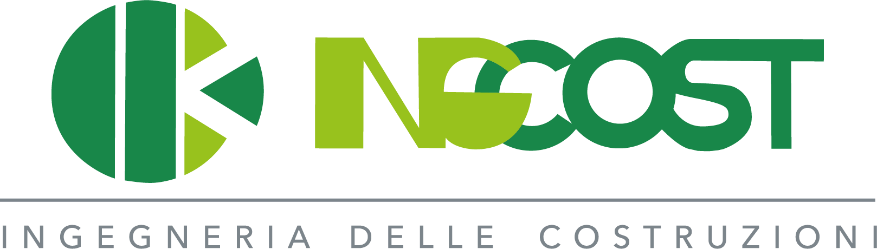 INGCOST
INGEGNERIA DELLE COSTRUZIONI